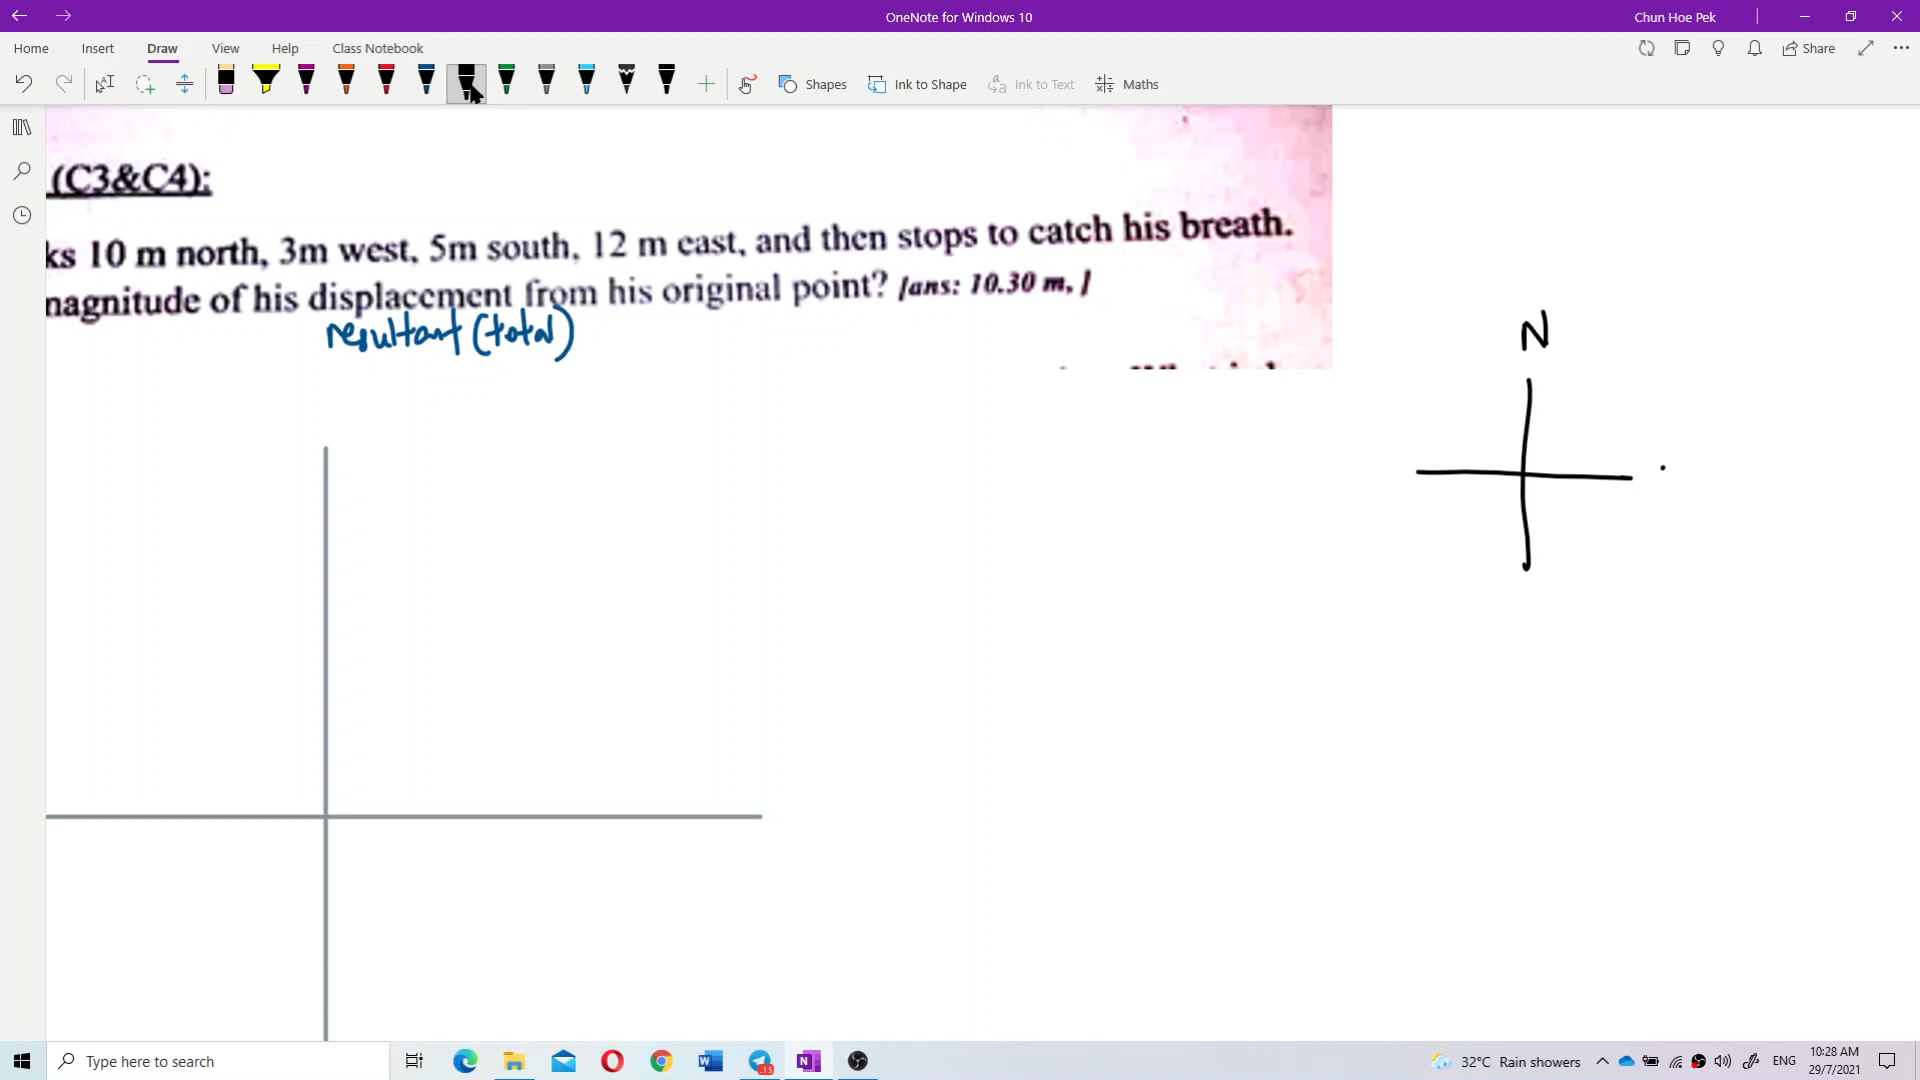 OneNote for Windows 10
Chun Hoe Pek
Home Insert Draw View Help Class Notebook
Share
Shapes
Ink to Shape
Ink to Text
Maths
(C3&C4):
ks 10 m north, 3m west, 5m south, 12 m east, and then stops to catch his breath.
magnitude of his displacement from his original point? [ans: 10.30 m, ]
resultant (total)
N
Type here to search
15
32°C Rain showers
ENG
10:28 AM
29/7/2021